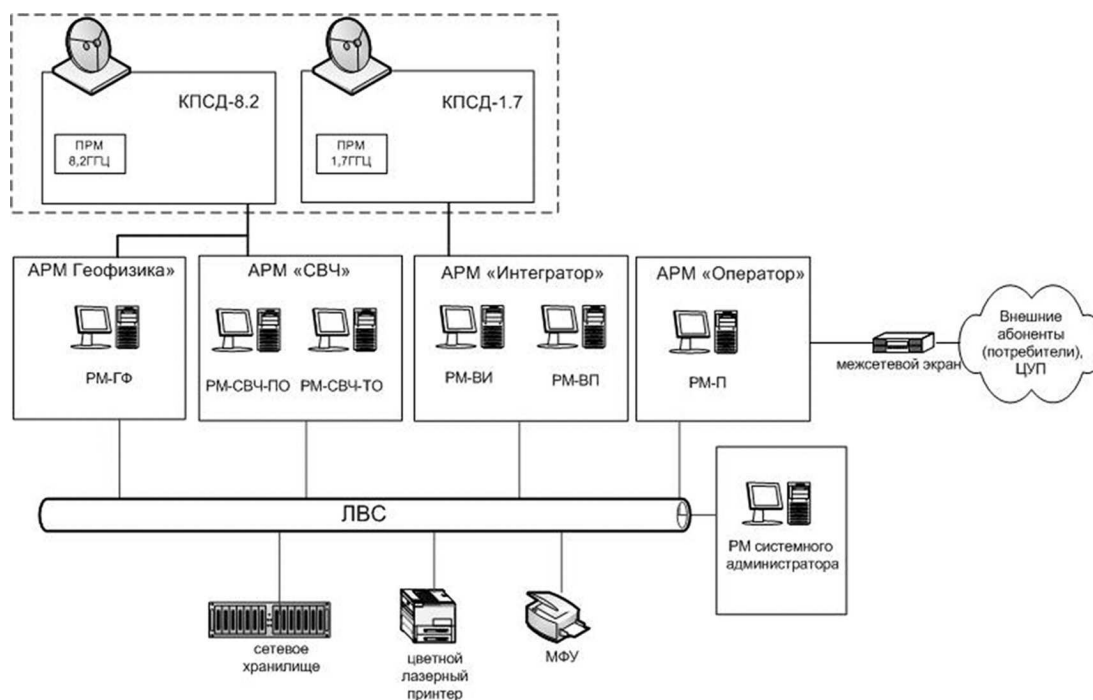 КПСД-8.2
ПРМ
8,2ГГЦ
КПСД-1.7
ПРМ
1,7ГГЦ
АРМ Геофизика»
РМ-ГФ
АРМ «СВЧ»
РМ-СВЧ-ПО
РМ-СВЧ-ТО
АРМ «Интегратор»
РМ-ВИ
РМ-ВП
АРМ «Оператор»
РМ-П
межсетевой экран
Внешние
абоненты
(потребители),
ЦУП
ЛВС
РМ системного
администратора
сетевое
хранилище
цветной
лазерный
принтер
МФУ